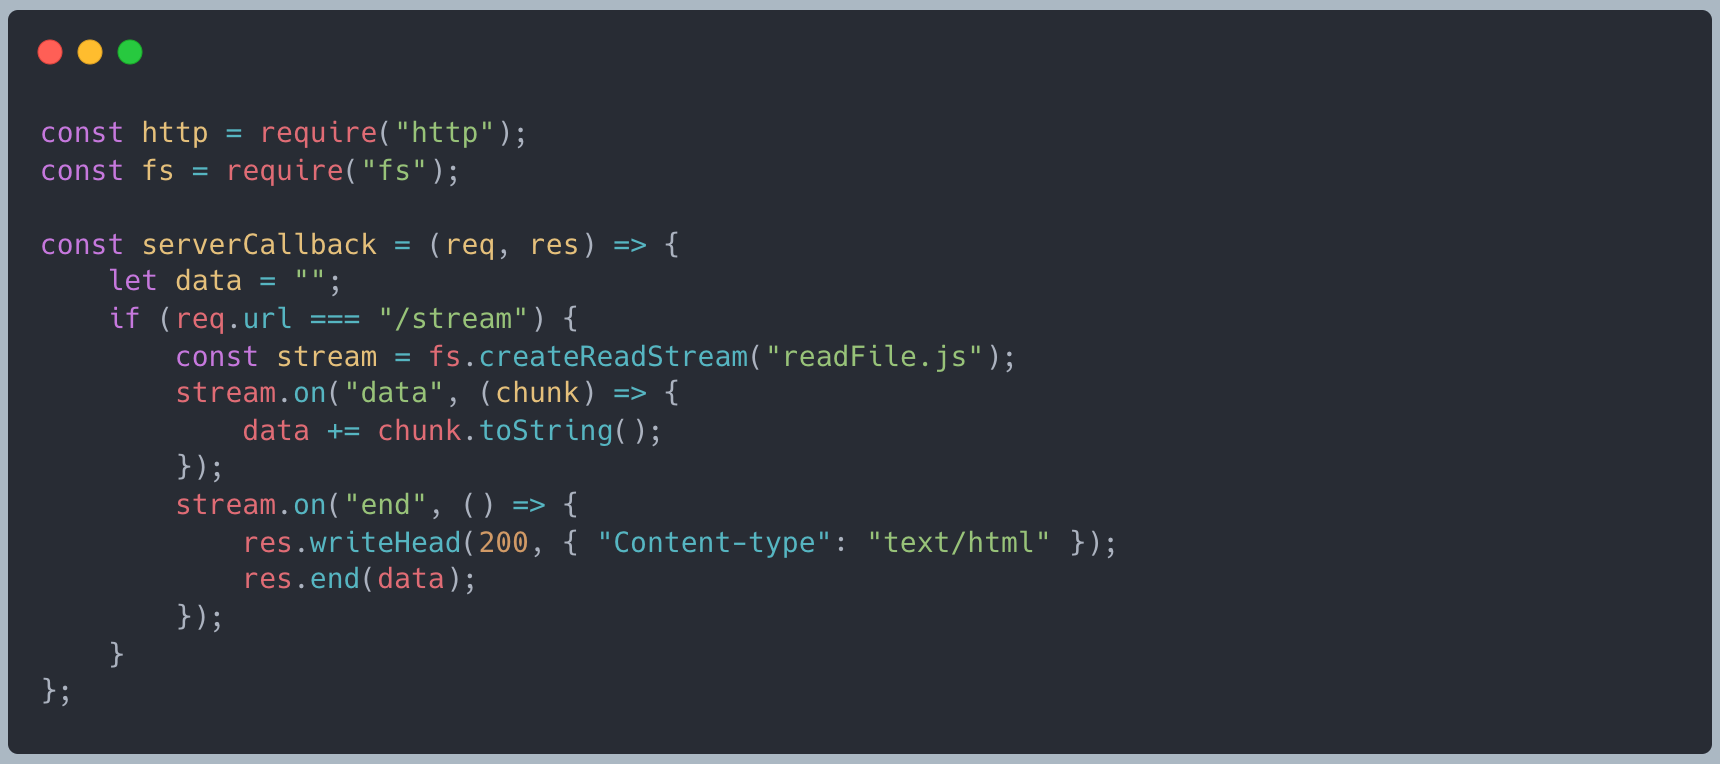 const http = require("http");
const fs = require("fs");

const serverCallback = (req, res) => {
    let data = "";
    if (req.url === "/stream") {
        const stream = fs.createReadStream("readFile.js");
        stream.on("data", (chunk) => {
            data += chunk.toString();
        });
        stream.on("end", () => {
            res.writeHead(200, { "Content-type": "text/html" });
            res.end(data);
        });
    }
};